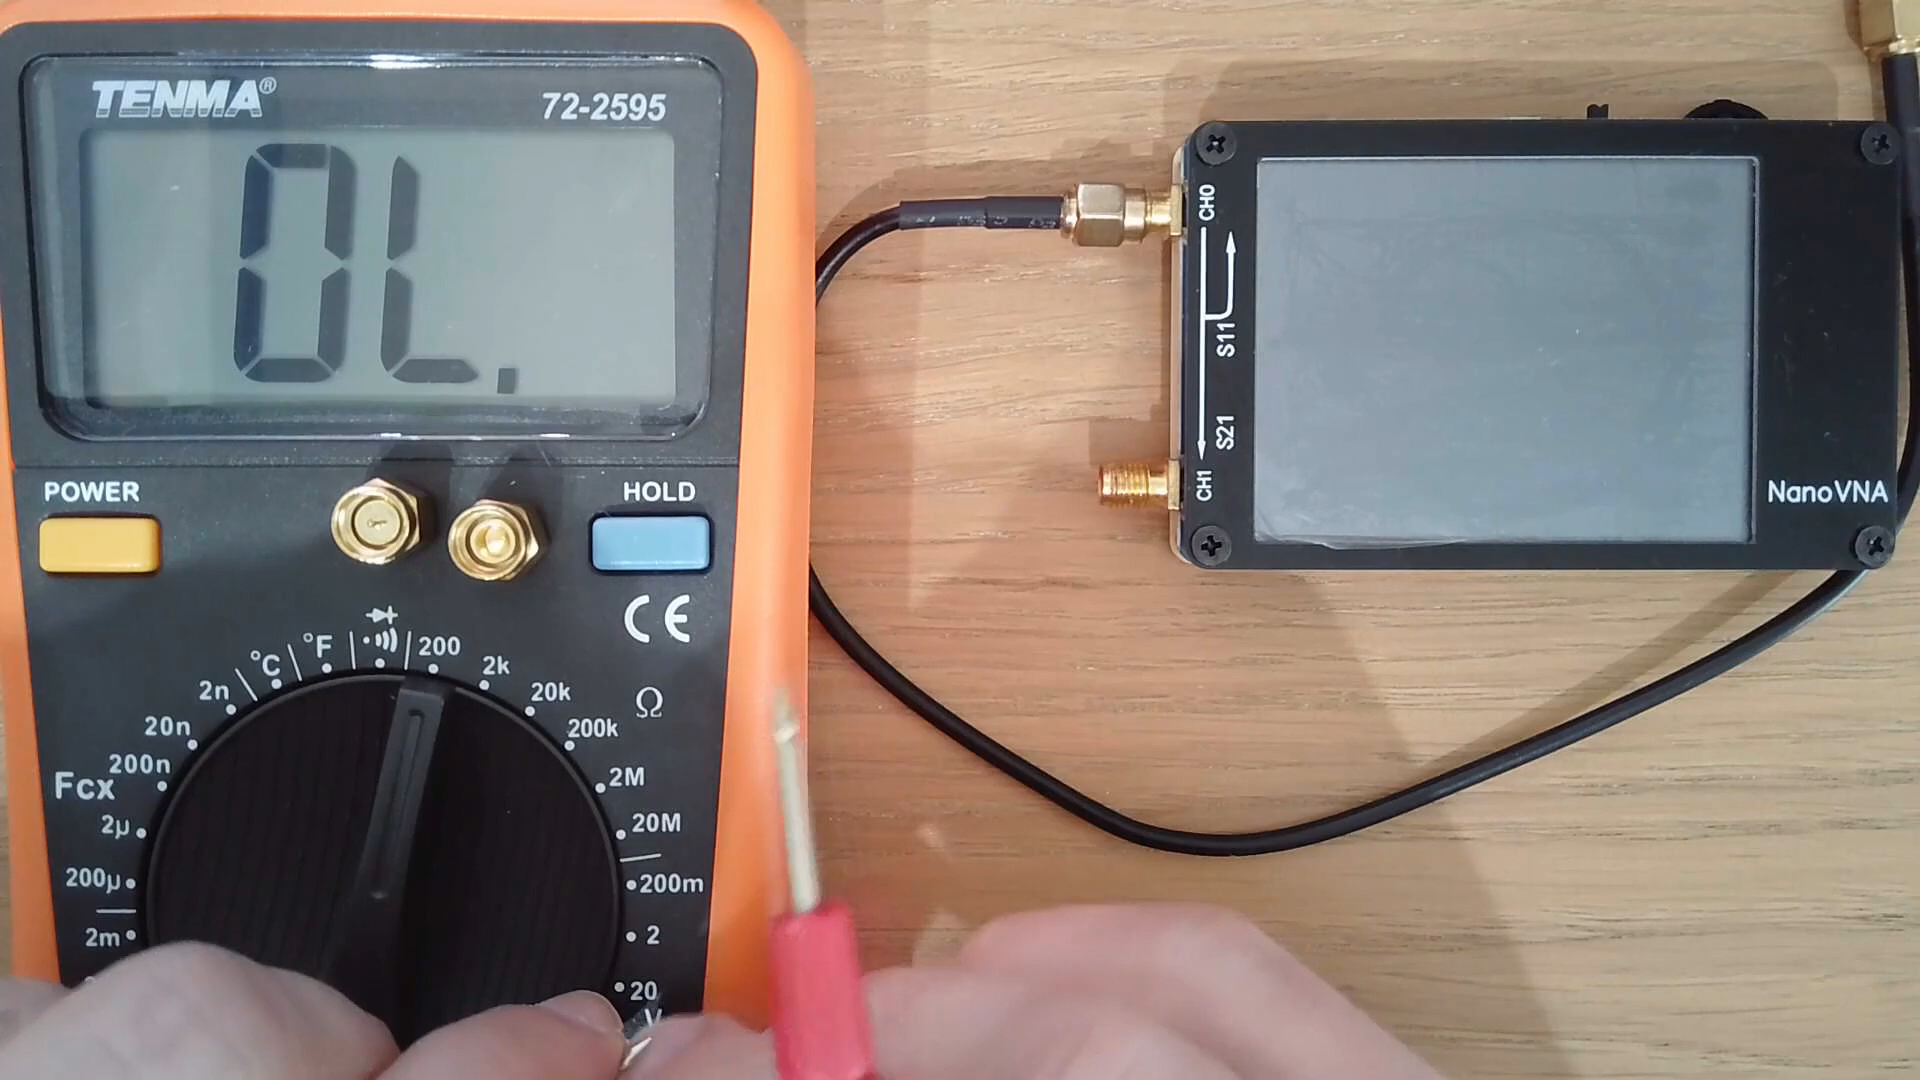 TENMA®
72-2595
OL.
POWER
HOLD
CE
°C
°F
200
2k
20k
200k
2M
20M
Ω
2n
20n
200n
Fcx
2µ
200µ
2m
200m
2
20
V
CH0
S11
S21
CH1
NanoVNA